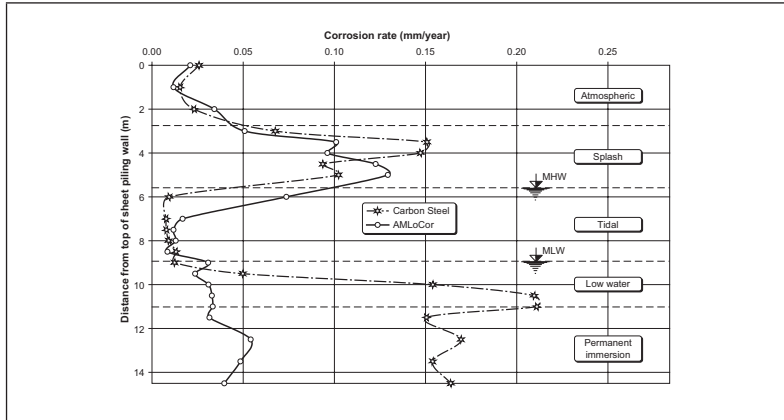 Corrosion rate (mm/year)
0.00 0.05 0.10 0.15 0.20 0.25
Distance from top of sheet piling wall (m)
0
2
4
6
8
10
12
14
Atmospheric
Splash
MHW
Tidal
Carbon Steel
AMLoCor
MLW
Low water
Permanent
immersion